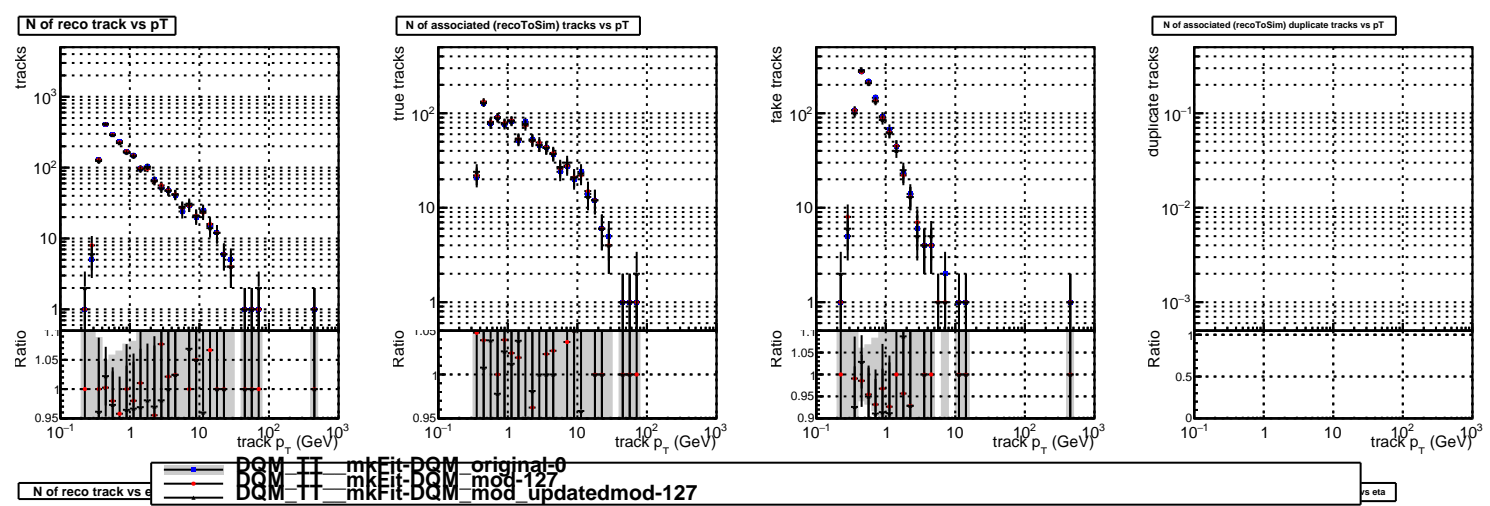 N of reco track vs pT
N of associated (recoToSim) tracks vs pT
N of associated (recoToSim) duplicate tracks vs pT
tracks
10³
10²
10
1
Ratio
1.1
1.05
1
0.95
10⁻¹ 1 10 10² 10³
track p_T (GeV)
true tracks
10²
10
1
Ratio
1.05
1
0.95
10⁻¹ 1 10 10² 10³
track p_T (GeV)
fake tracks
10²
10
1
Ratio
1.1
1.05
1
0.95
0.9
10⁻¹ 1 10 10² 10³
track p_T (GeV)
duplicate tracks
10⁻¹
10⁻²
10⁻³
Ratio
1
0.5
0
10⁻¹ 1 10 10² 10³
track p_T (GeV)
DQM_TT__mkFit-DQM_original-0
DQM_TT__mkFit-DQM_mod-127
DQM_TT__mkFit-DQM_mod_updatedmod-127
N of reco track vs e
vs eta